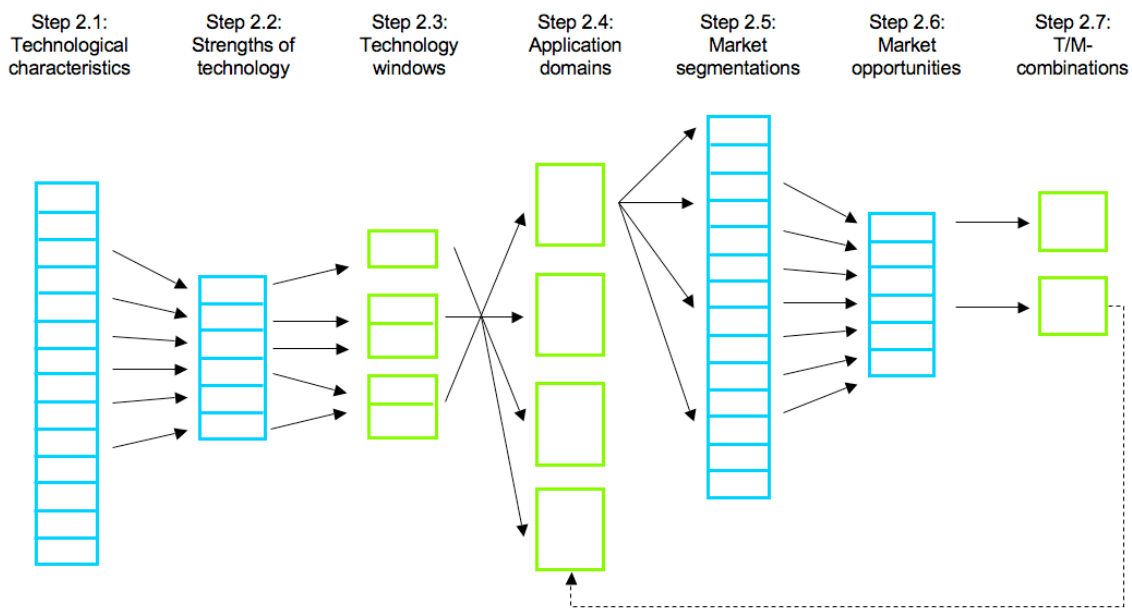 Step 2.1:
Technological
characteristics
Step 2.2:
Strengths of
technology
Step 2.3:
Technology
windows
Step 2.4:
Application
domains
Step 2.5:
Market
segmentations
Step 2.6:
Market
opportunities
Step 2.7:
T/M-
combinations